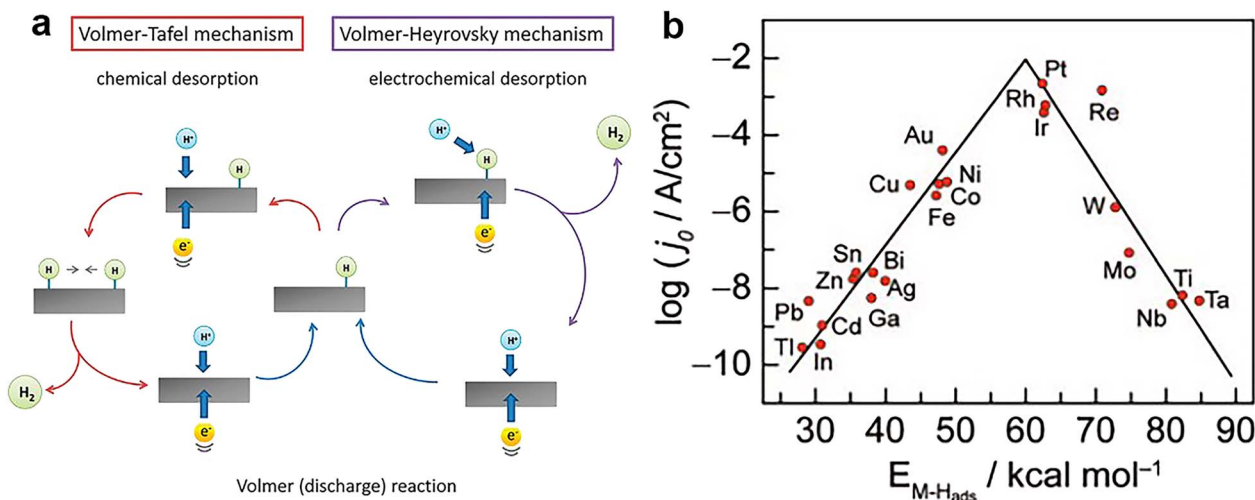 a
Volmer-Tafel mechanism
Volmer-Heyrovsky mechanism
chemical desorption
electrochemical desorption
H⁺
H
e⁻
H⁺
H
e⁻
H₂
H
H
H
H₂
H⁺
e⁻
H⁺
e⁻
Volmer (discharge) reaction
b
log (j₀ / A/cm²)
−2
−4
−6
−8
−10
Pt
Rh
Ir
Re
Au
Cu
Ni
Co
Fe
W
Mo
Sn
Bi
Zn
Ag
Ga
Pb
Cd
Tl
In
Ti
Ta
Nb
30 40 50 60 70 80 90
E_M-H_ads / kcal mol⁻¹